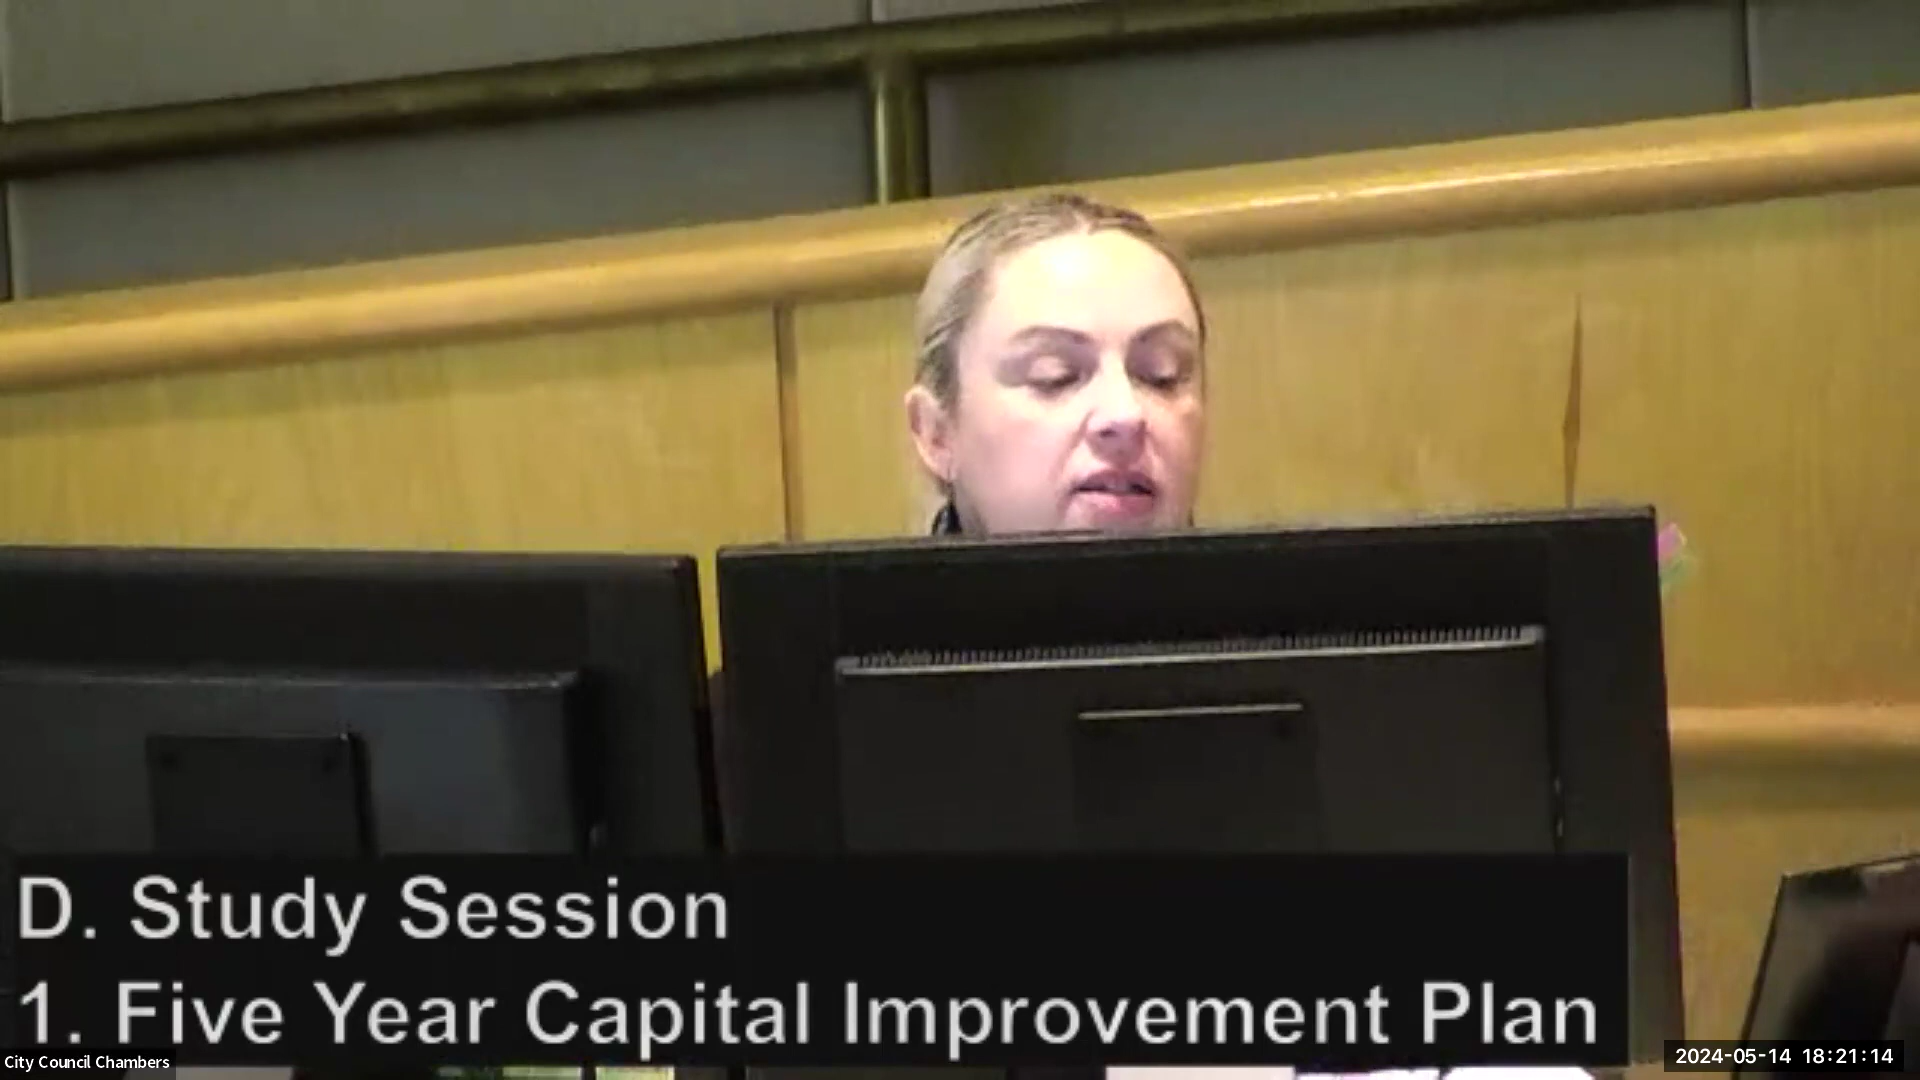 D. Study Session
1. Five Year Capital Improvement Plan
City Council Chambers
2024-05-14 18:21:14